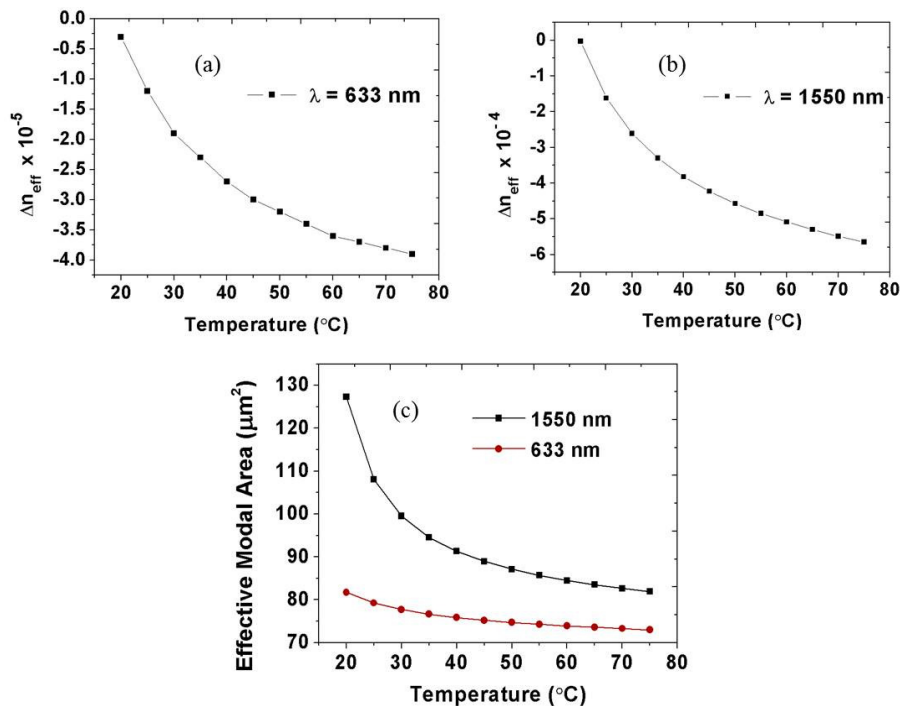 0.0
-0.5
-1.0
-1.5
-2.0
-2.5
-3.0
-3.5
-4.0
Δn_eff x 10^-5
(a)
λ = 633 nm
20 30 40 50 60 70 80
Temperature (°C)
0
-1
-2
-3
-4
-5
-6
Δn_eff x 10^-4
(b)
λ = 1550 nm
20 30 40 50 60 70 80
Temperature (°C)
130
120
110
100
90
80
70
Effective Modal Area (μm²)
(c)
1550 nm
633 nm
20 30 40 50 60 70 80
Temperature (°C)